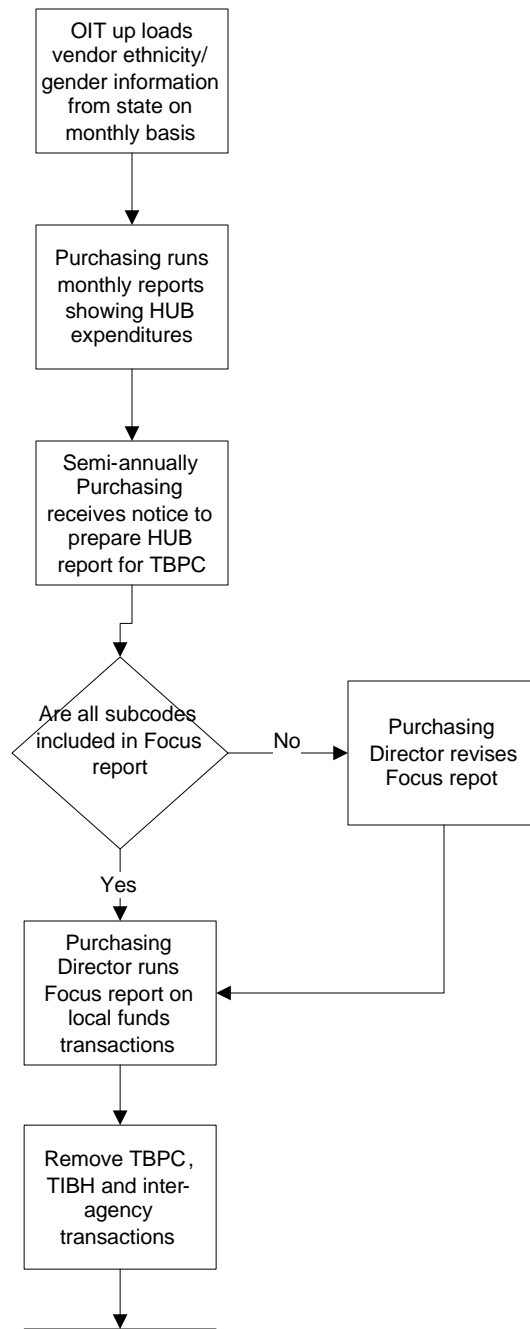 OIT up loads
vendor ethnicity/
gender information
from state on
monthly basis
Purchasing runs
monthly reports
showing HUB
expenditures
Semi-annually
Purchasing
receives notice to
prepare HUB
report for TBPC
Are all subcodes
included in Focus
report
No
Purchasing
Director revises
Focus repot
Yes
Purchasing
Director runs
Focus report on
local funds
transactions
Remove TBPC,
TIBH and inter-
agency
transactions